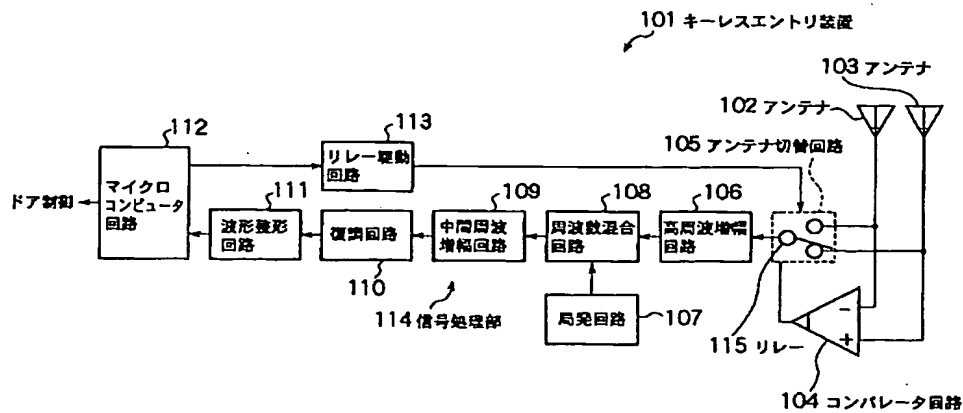 101 キーレスエントリ装置
103 アンテナ
102 アンテナ
105 アンテナ切替回路
112
マイクロ
コンピュータ
回路
ドア制御
113
リレー駆動
回路
111
波形整形
回路
復調回路
110
109
中間周波
増幅回路
108
周波数混合
回路
106
高周波増幅
回路
114 信号処理部
局発回路
107
115 リレー
−
+
104 コンパレータ回路